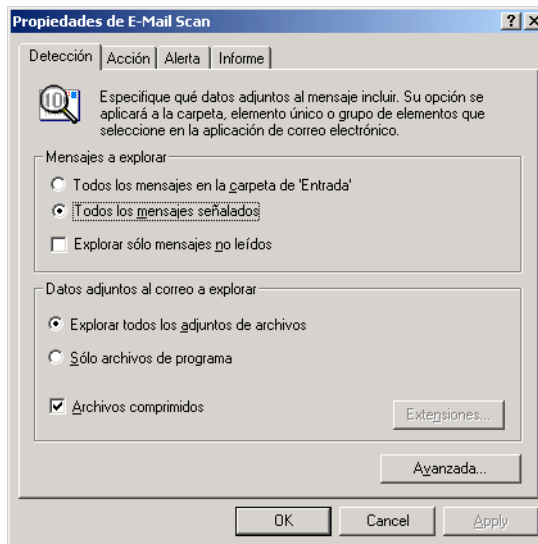 Propiedades de E-Mail Scan
Detección Acción Alerta Informe
Especifique qué datos adjuntos al mensaje incluir. Su opción se
aplicará a la carpeta, elemento único o grupo de elementos que
seleccione en la aplicación de correo electrónico.
Mensajes a explorar
Todos los mensajes en la carpeta de 'Entrada'
Todos los mensajes señalados
Explorar sólo mensajes no leídos
Datos adjuntos al correo a explorar
Explorar todos los adjuntos de archivos
Sólo archivos de programa
Archivos comprimidos
Extensiones...
Avanzada...
OK Cancel Apply